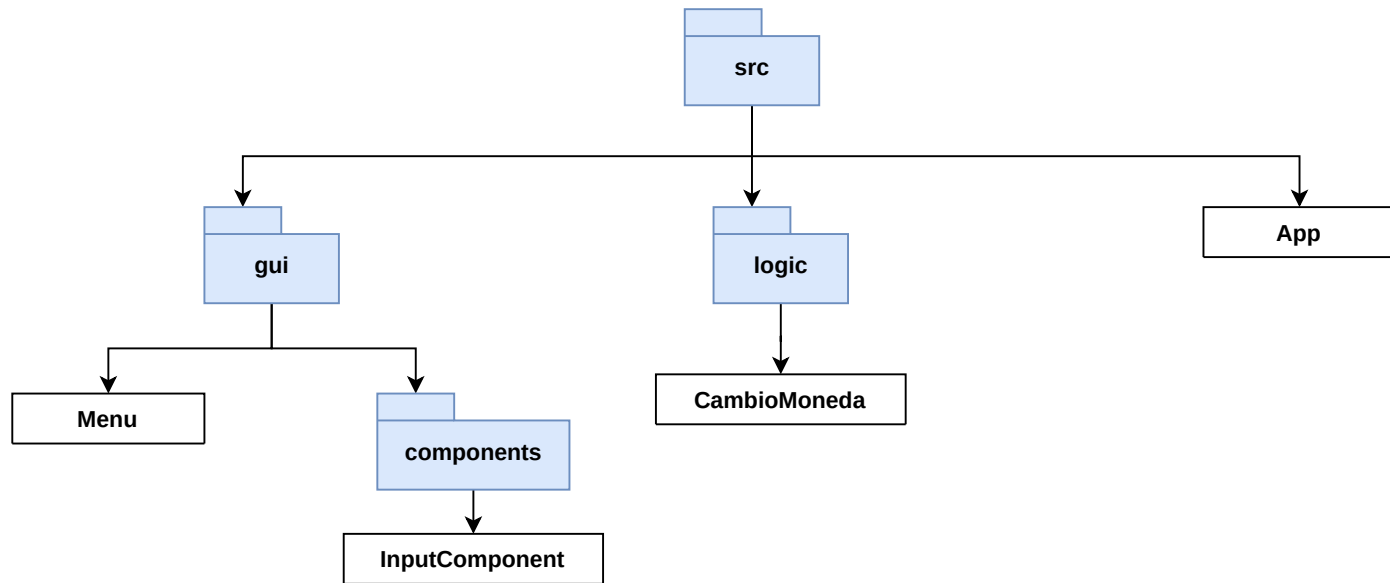 src
gui
logic
App
Menu
CambioMoneda
components
InputComponent